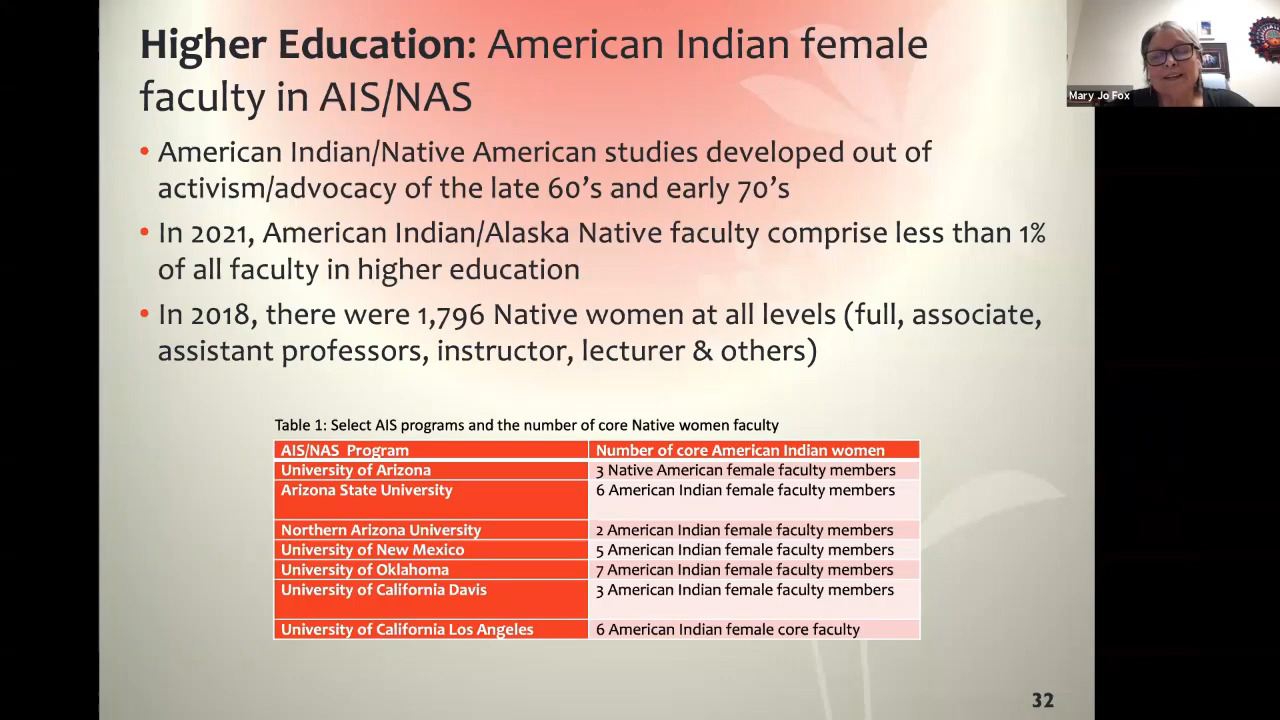 Higher Education: American Indian female
faculty in AIS/NAS
• American Indian/Native American studies developed out of
activism/advocacy of the late 60's and early 70's
• In 2021, American Indian/Alaska Native faculty comprise less than 1%
of all faculty in higher education
• In 2018, there were 1,796 Native women at all levels (full, associate,
assistant professors, instructor, lecturer & others)
Table 1: Select AIS programs and the number of core Native women faculty
AIS/NAS Program Number of core American Indian women
University of Arizona 3 Native American female faculty members
Arizona State University 6 American Indian female faculty members
Northern Arizona University 2 American Indian female faculty members
University of New Mexico 5 American Indian female faculty members
University of Oklahoma 7 American Indian female faculty members
University of California Davis 3 American Indian female faculty members
University of California Los Angeles 6 American Indian female core faculty
32
Mary Jo Fox